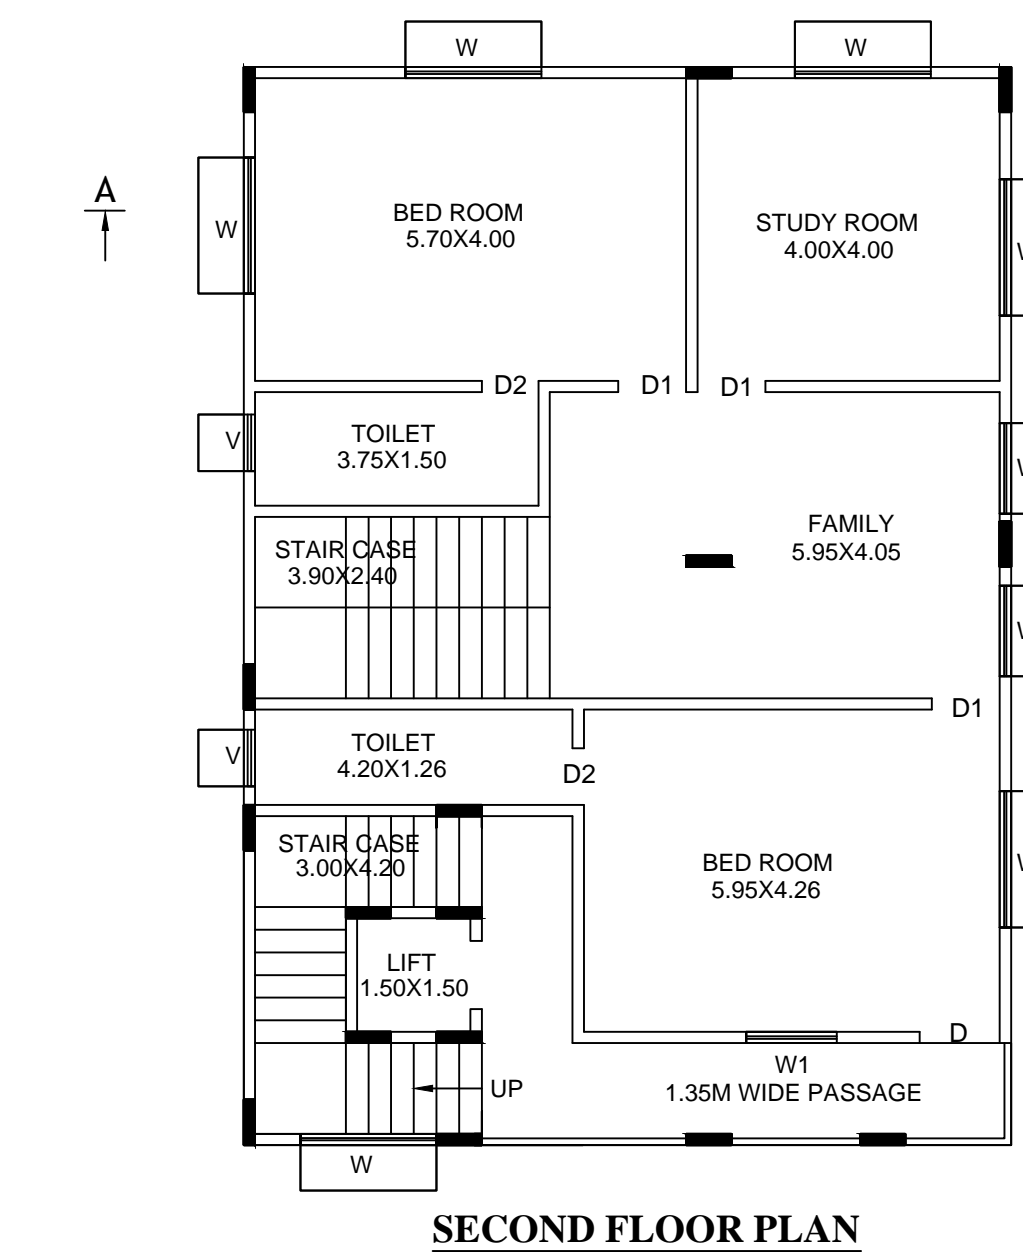 W
W
A
W
BED ROOM
5.70X4.00
STUDY ROOM
4.00X4.00
W
D2
D1
D1
V
TOILET
3.75X1.50
W
FAMILY
5.95X4.05
STAIR CASE
3.90X2.40
W
D1
V
TOILET
4.20X1.26
D2
STAIR CASE
3.00X4.20
BED ROOM
5.95X4.26
W
LIFT
1.50X1.50
D
W1
1.35M WIDE PASSAGE
UP
W
SECOND FLOOR PLAN